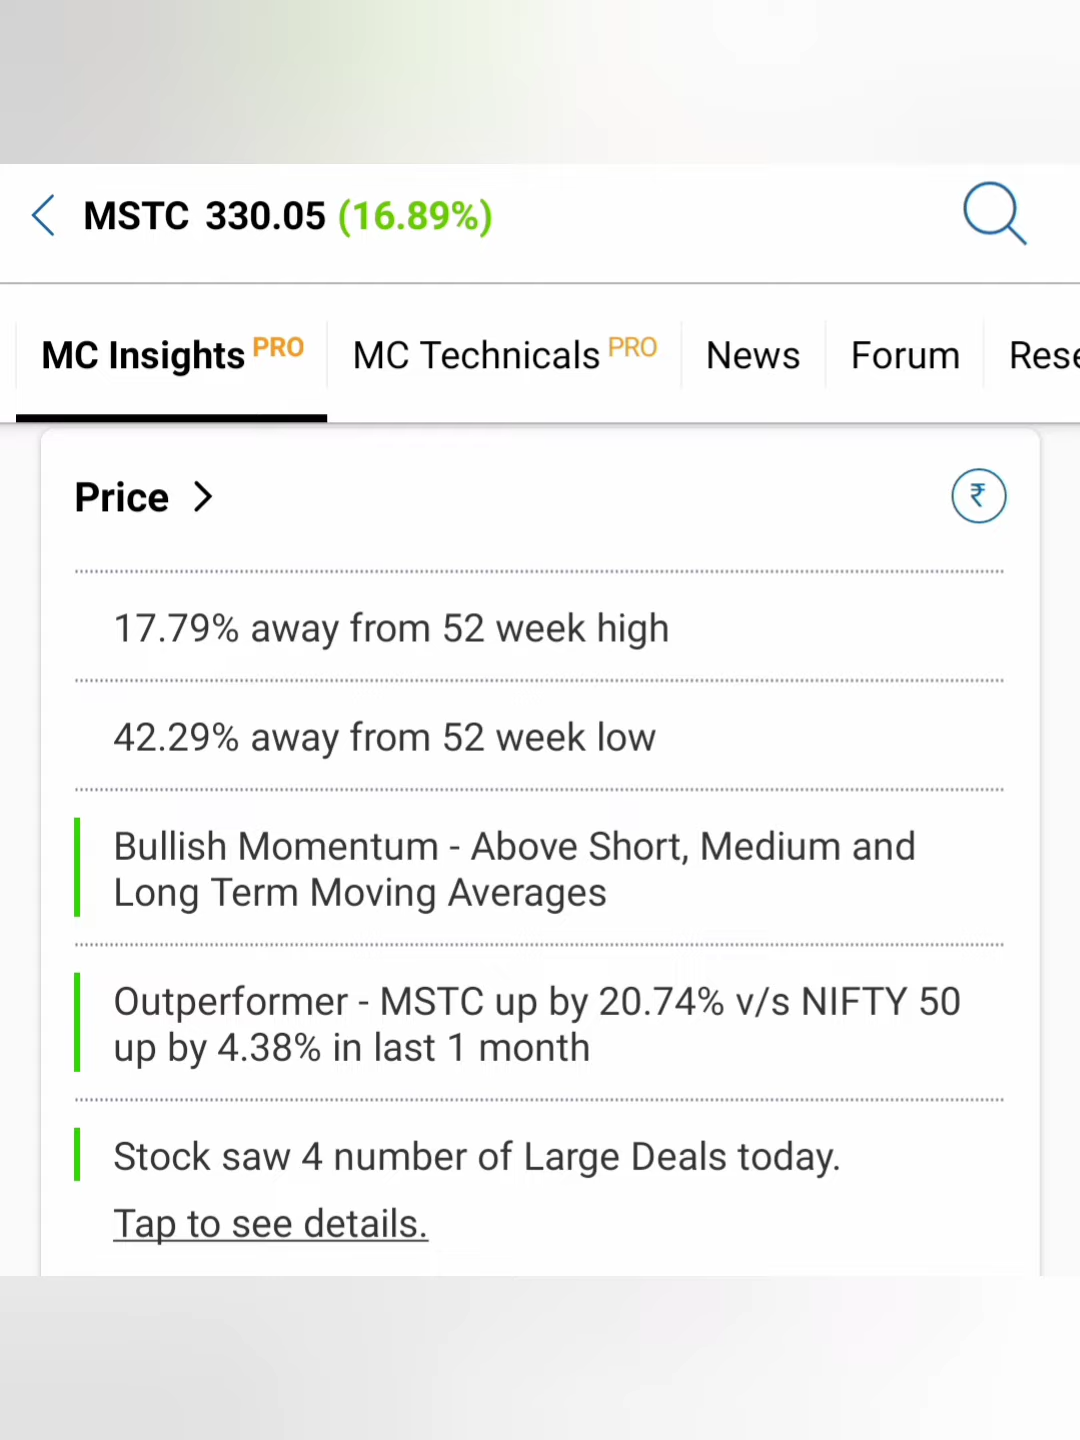 MSTC 330.05 (16.89%)
MC Insights PRO MC Technicals PRO News Forum Rese
Price
₹
17.79% away from 52 week high
42.29% away from 52 week low
Bullish Momentum - Above Short, Medium and
Long Term Moving Averages
Outperformer - MSTC up by 20.74% v/s NIFTY 50
up by 4.38% in last 1 month
Stock saw 4 number of Large Deals today.
Tap to see details.